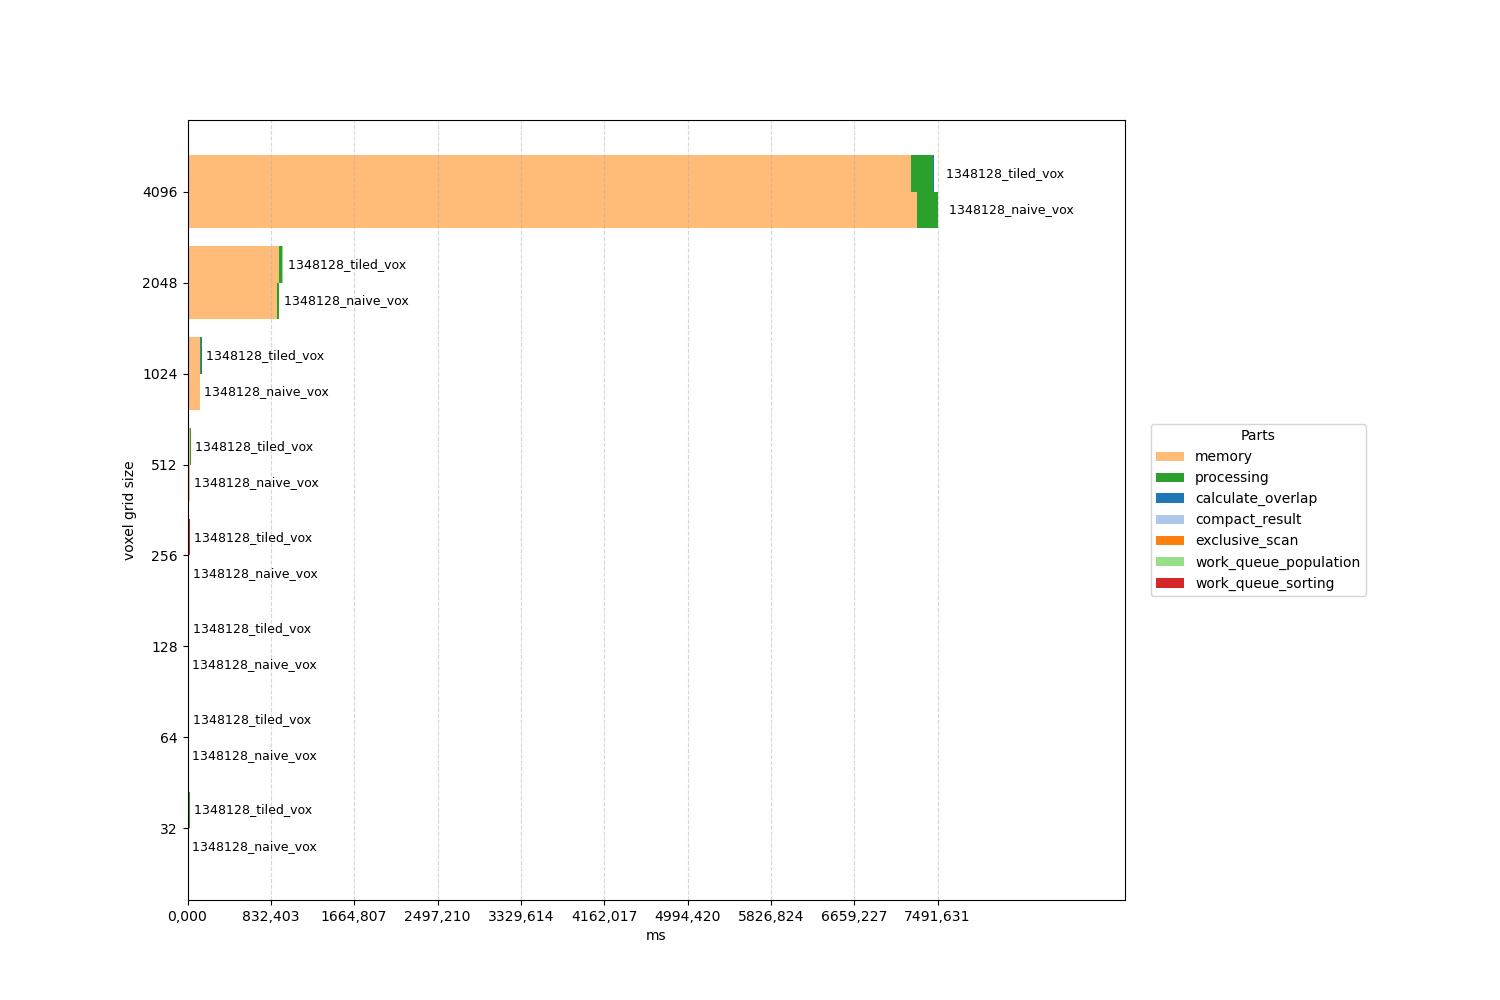 4096
1348128_tiled_vox
1348128_naive_vox
2048
1348128_tiled_vox
1348128_naive_vox
1024
1348128_tiled_vox
1348128_naive_vox
512
1348128_tiled_vox
1348128_naive_vox
256
1348128_tiled_vox
1348128_naive_vox
128
1348128_tiled_vox
1348128_naive_vox
64
1348128_tiled_vox
1348128_naive_vox
32
1348128_tiled_vox
1348128_naive_vox
voxel grid size
0,000 832,403 1664,807 2497,210 3329,614 4162,017 4994,420 5826,824 6659,227 7491,631
ms
Parts
memory
processing
calculate_overlap
compact_result
exclusive_scan
work_queue_population
work_queue_sorting